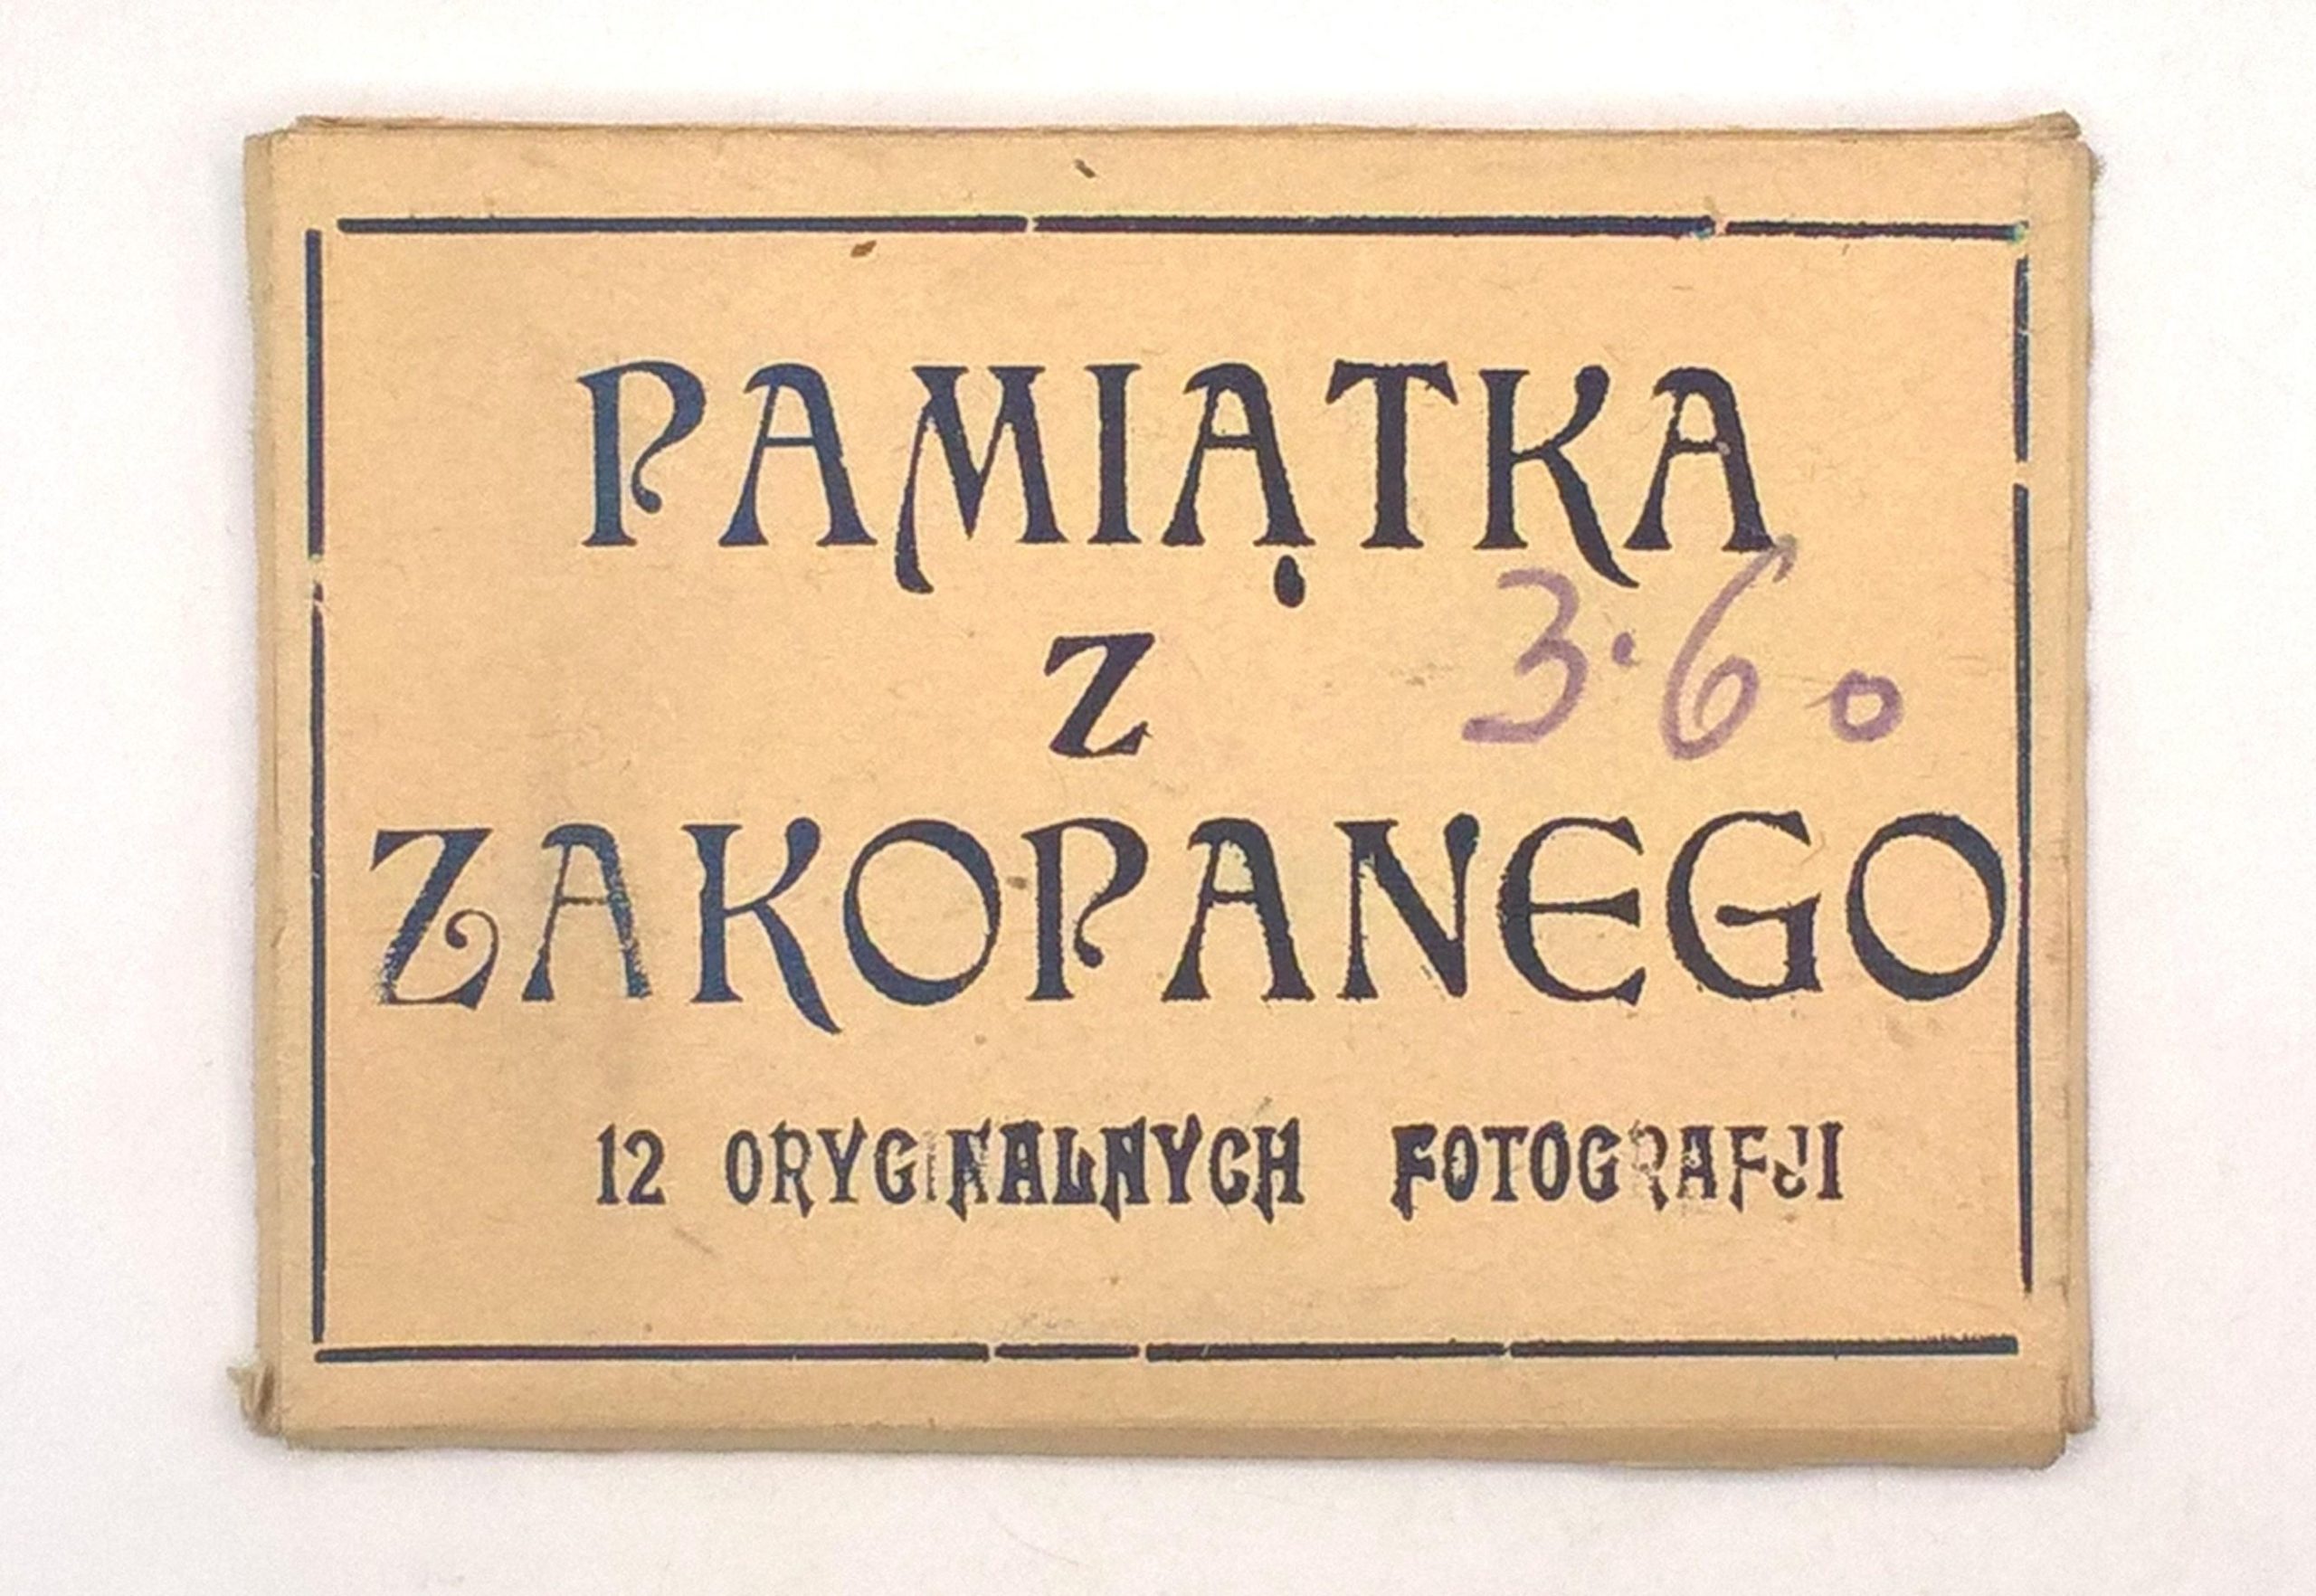 PAMIĄTKA
Z
3.60
ZAKOPANEGO
12 ORYGINALNYCH FOTOGRAFJI